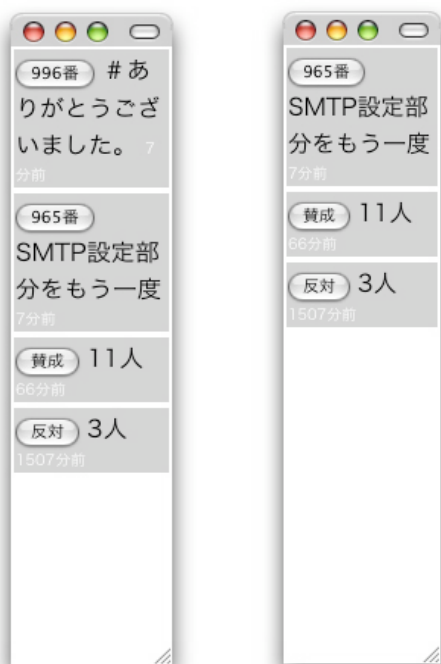 996番 #あ
りがとうござ
いました。 7
分前
965番
SMTP設定部
分をもう一度
7分前
賛成 11人
66分前
反対 3人
1507分前
965番
SMTP設定部
分をもう一度
7分前
賛成 11人
66分前
反対 3人
1507分前